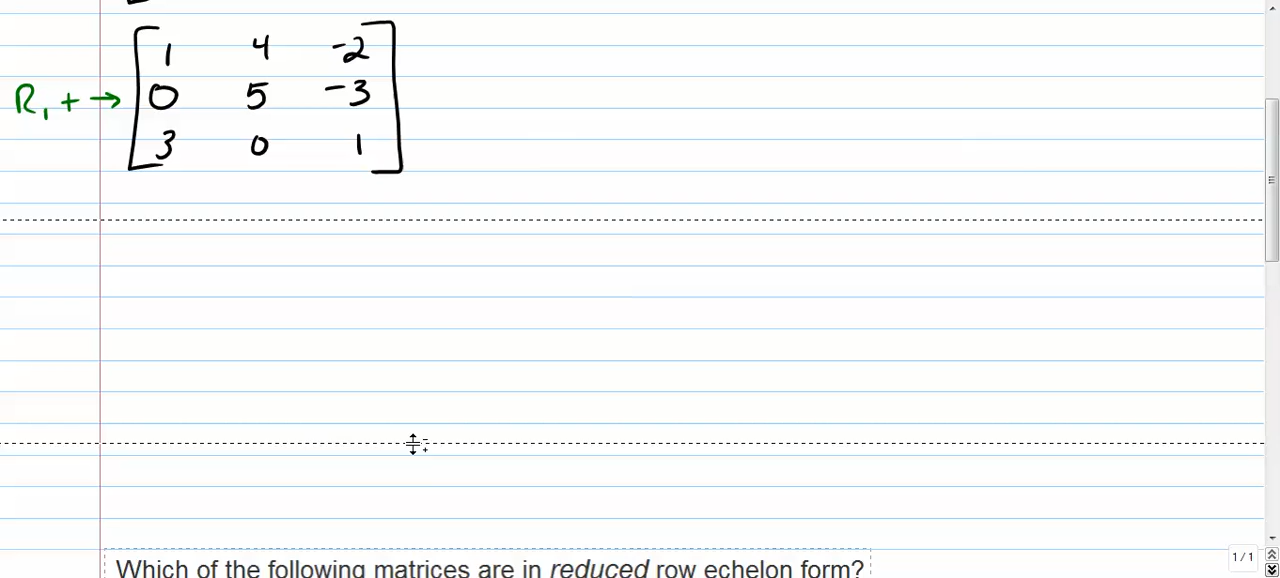 1 4 -2
R₁ + → 0 5 -3
3 0 1
1 / 1
Which of the following matrices are in reduced row echelon form?